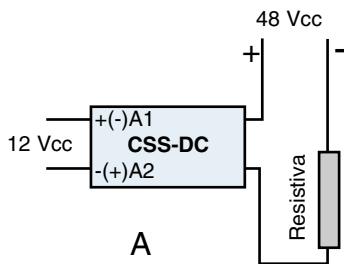 48 Vcc
+ -
+(-)A1
CSS-DC
12 Vcc
-(+)A2
Resistiva
A